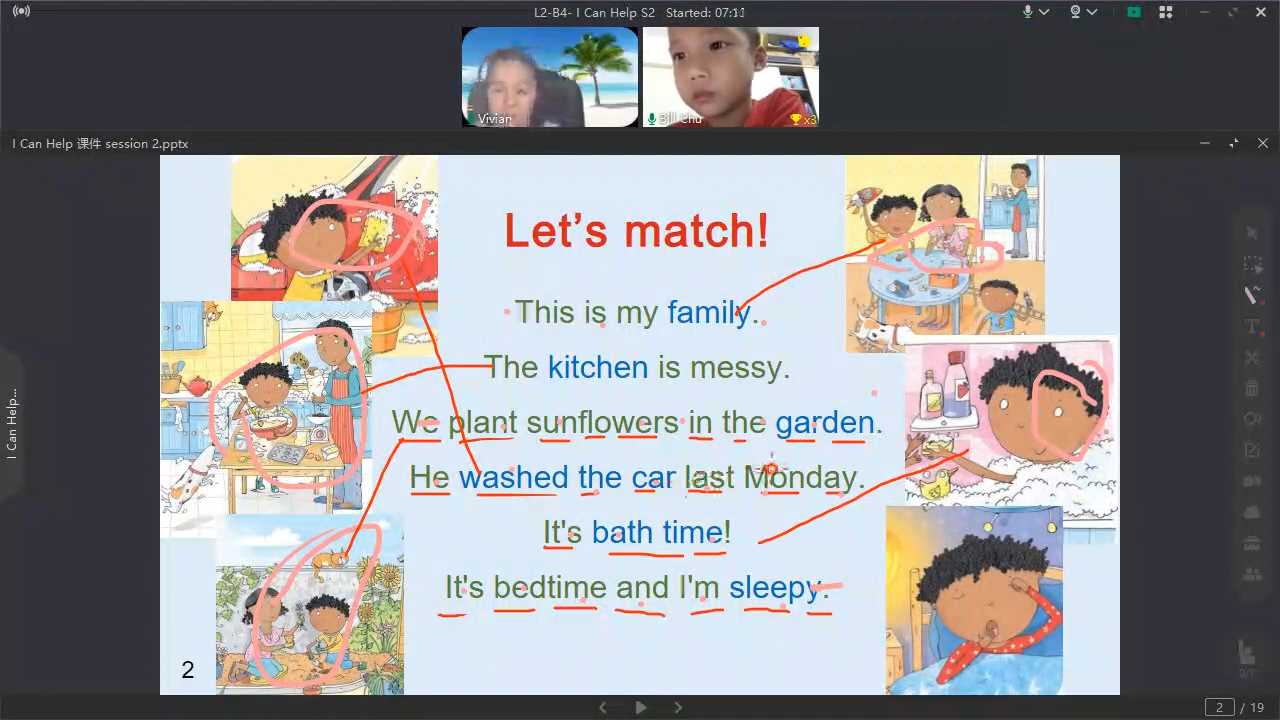 L2-B4- I Can Help S2 Started: 07:11
Vivian
Bill Chu
x3
I Can Help 课件 session 2.pptx
I Can Help...
Let's match!
This is my family.
The kitchen is messy.
We plant sunflowers in the garden.
He washed the car last Monday.
It's bath time!
It's bedtime and I'm sleepy.
2
0/1
2 / 19